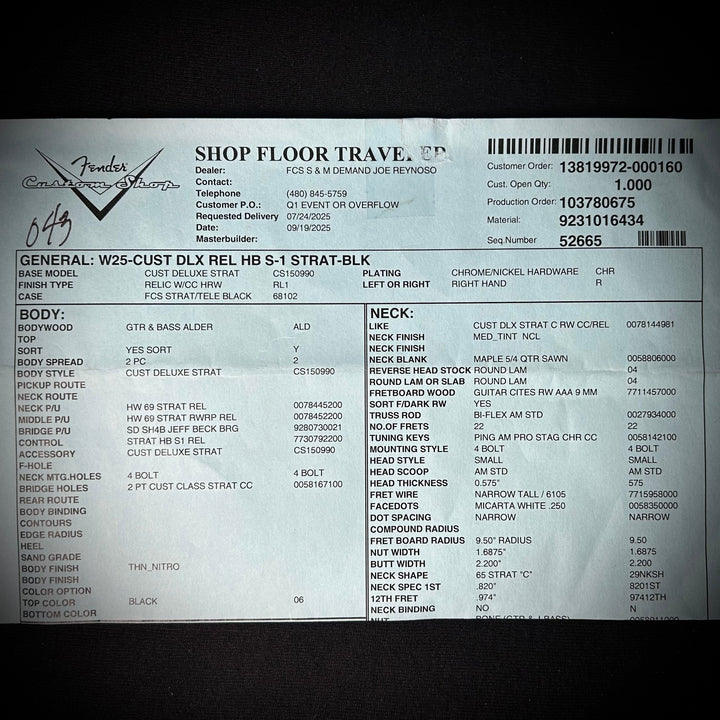 Fender
Custom Shop
043
SHOP FLOOR TRAVELER
Dealer: FCS S & M DEMAND JOE REYNOSO
Contact:
Telephone (480) 845-5759
Customer P.O.: Q1 EVENT OR OVERFLOW
Requested Delivery 07/24/2025
Date: 09/19/2025
Masterbuilder:
Customer Order: 13819972-000160
Cust. Open Qty: 1.000
Production Order: 103780675
Material: 9231016434
Seq.Number 52665
GENERAL: W25-CUST DLX REL HB S-1 STRAT-BLK
BASE MODEL CUST DELUXE STRAT CS150990 PLATING CHROME/NICKEL HARDWARE CHR
FINISH TYPE RELIC W/CC HRW RL1 LEFT OR RIGHT RIGHT HAND R
CASE FCS STRAT/TELE BLACK 68102
BODY:
BODYWOOD GTR & BASS ALDER ALD
TOP
SORT YES SORT Y
BODY SPREAD 2 PC 2
BODY STYLE CUST DELUXE STRAT CS150990
PICKUP ROUTE
NECK ROUTE
NECK P/U HW 69 STRAT REL 0078445200
MIDDLE P/U HW 69 STRAT RWRP REL 0078452200
BRIDGE P/U SD SH4B JEFF BECK BRG 9280730021
CONTROL STRAT HB S1 REL 7730792200
ACCESSORY CUST DELUXE STRAT CS150990
F-HOLE
NECK MTG.HOLES 4 BOLT 4 BOLT
BRIDGE HOLES 2 PT CUST CLASS STRAT CC 0058167100
REAR ROUTE
BODY BINDING
CONTOURS
EDGE RADIUS
HEEL
SAND GRADE
BODY FINISH THN_NITRO
BODY FINISH
COLOR OPTION
TOP COLOR BLACK 06
BOTTOM COLOR
NECK:
LIKE CUST DLX STRAT C RW CC/REL 0078144981
NECK FINISH MED_TINT NCL
NECK FINISH
NECK BLANK MAPLE 5/4 QTR SAWN 0058806000
REVERSE HEAD STOCK ROUND LAM 04
ROUND LAM OR SLAB ROUND LAM 04
FRETBOARD WOOD GUITAR CITES RW AAA 9 MM 7711457000
SORT F/DARK RW YES
TRUSS ROD BI-FLEX AM STD 0027934000
NO.OF FRETS 22 22
TUNING KEYS PING AM PRO STAG CHR CC 0058142100
MOUNTING STYLE 4 BOLT 4 BOLT
HEAD STYLE SMALL SMALL
HEAD SCOOP AM STD AM STD
HEAD THICKNESS 0.575" 575
FRET WIRE NARROW TALL / 6105 7715958000
FACEDOTS MICARTA WHITE .250 0058350000
DOT SPACING NARROW NARROW
COMPOUND RADIUS
FRET BOARD RADIUS 9.50" RADIUS 9.50
NUT WIDTH 1.6875" 1.6875
BUTT WIDTH 2.200" 2.200
NECK SHAPE 65 STRAT "C" 29NKSH
NECK SPEC 1ST .820" 8201ST
12TH FRET .974" 97412TH
NECK BINDING NO N
NUT BONE (GTR & J.BASS)